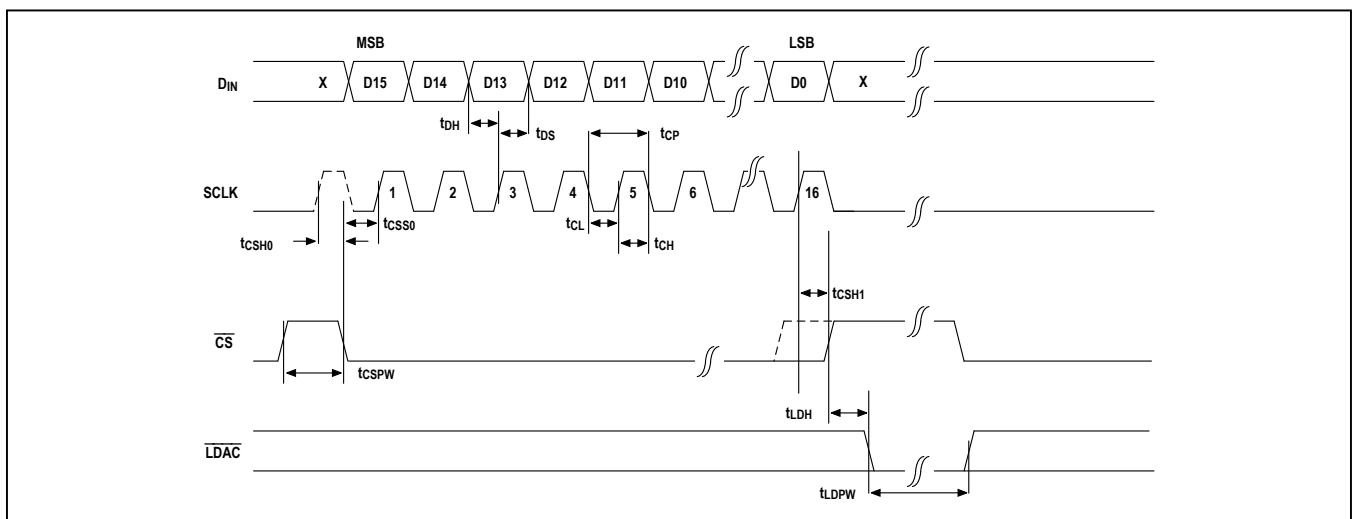 MSB LSB
DIN X D15 D14 D13 D12 D11 D10 D0 X
tDH tDS tCP
SCLK 1 2 3 4 5 6 16
tCSS0 tCL
tCSH0 tCH
tCSH1
CS
tCSPW
tLDH
LDAC
tLDPW